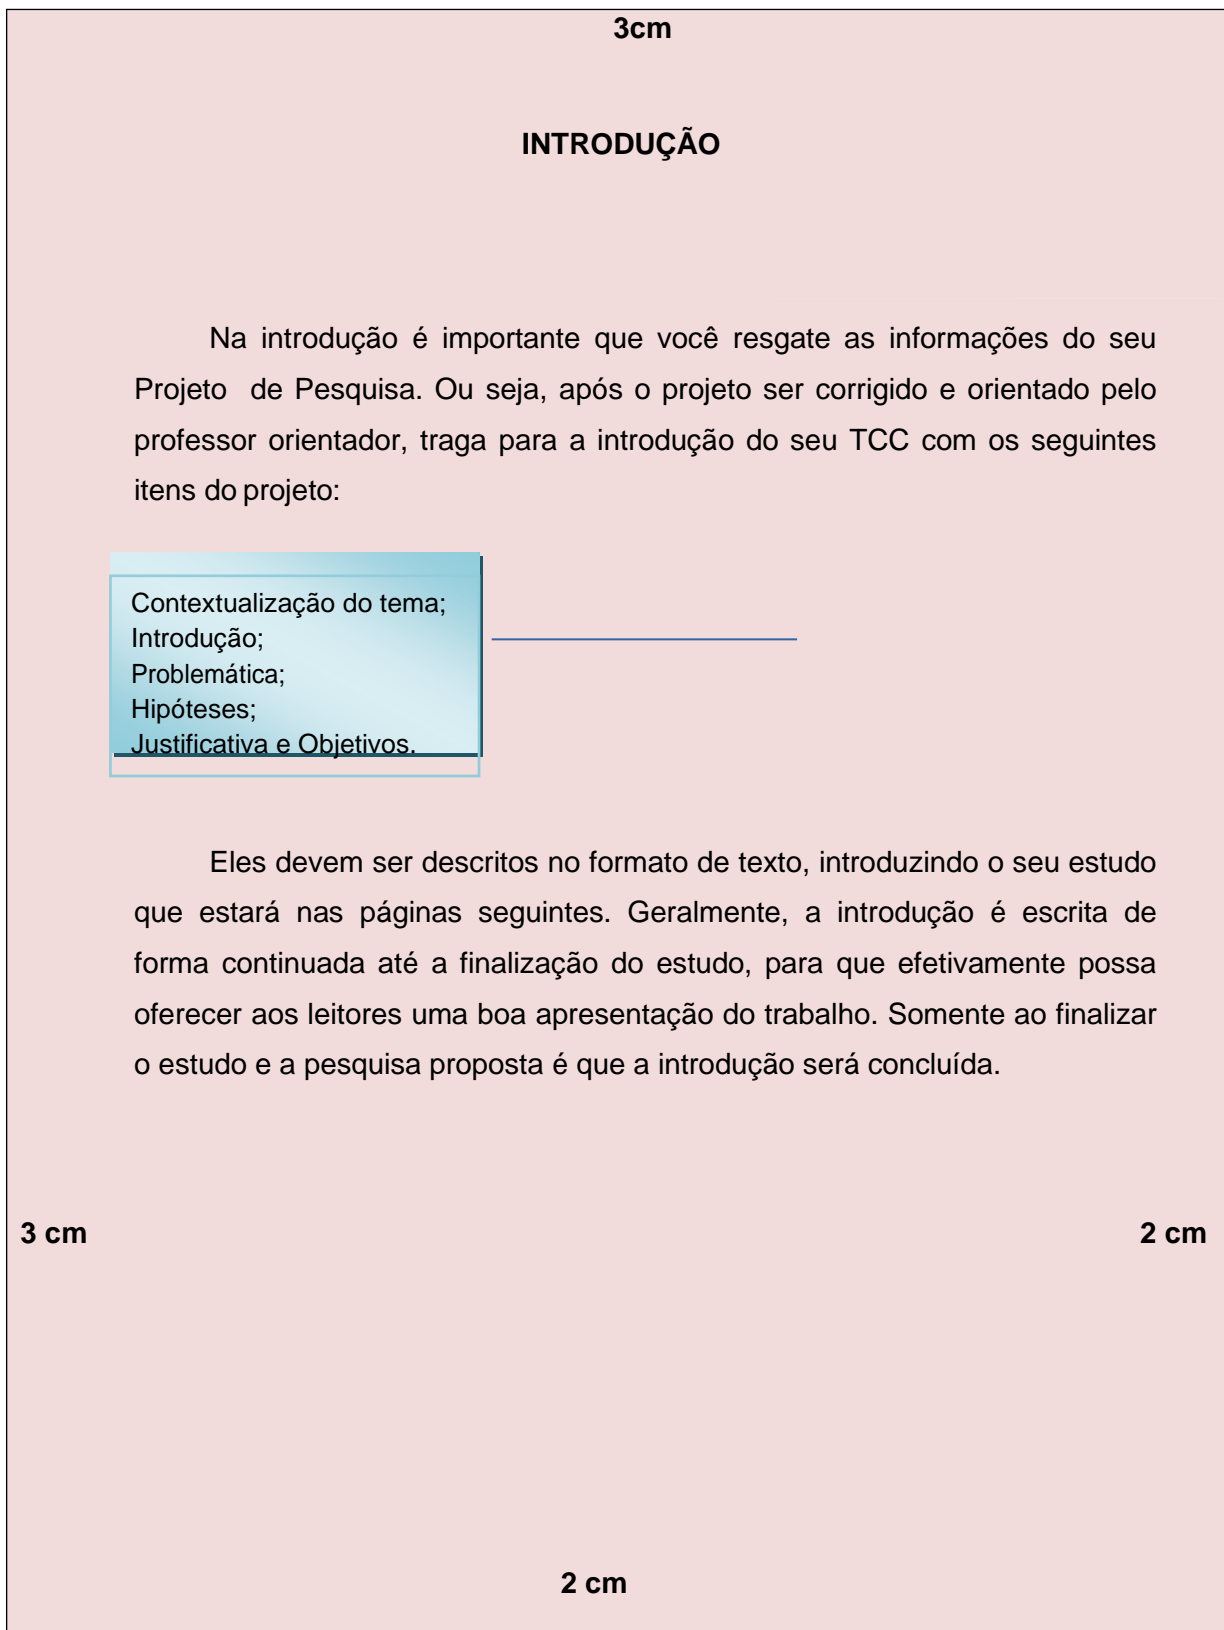 3cm
INTRODUÇÃO
Na introdução é importante que você resgate as informações do seu
Projeto de Pesquisa. Ou seja, após o projeto ser corrigido e orientado pelo
professor orientador, traga para a introdução do seu TCC com os seguintes
itens do projeto:
Contextualização do tema;
Introdução;
Problemática;
Hipóteses;
Justificativa e Objetivos.
Eles devem ser descritos no formato de texto, introduzindo o seu estudo
que estará nas páginas seguintes. Geralmente, a introdução é escrita de
forma continuada até a finalização do estudo, para que efetivamente possa
oferecer aos leitores uma boa apresentação do trabalho. Somente ao finalizar
o estudo e a pesquisa proposta é que a introdução será concluída.
3 cm
2 cm
2 cm